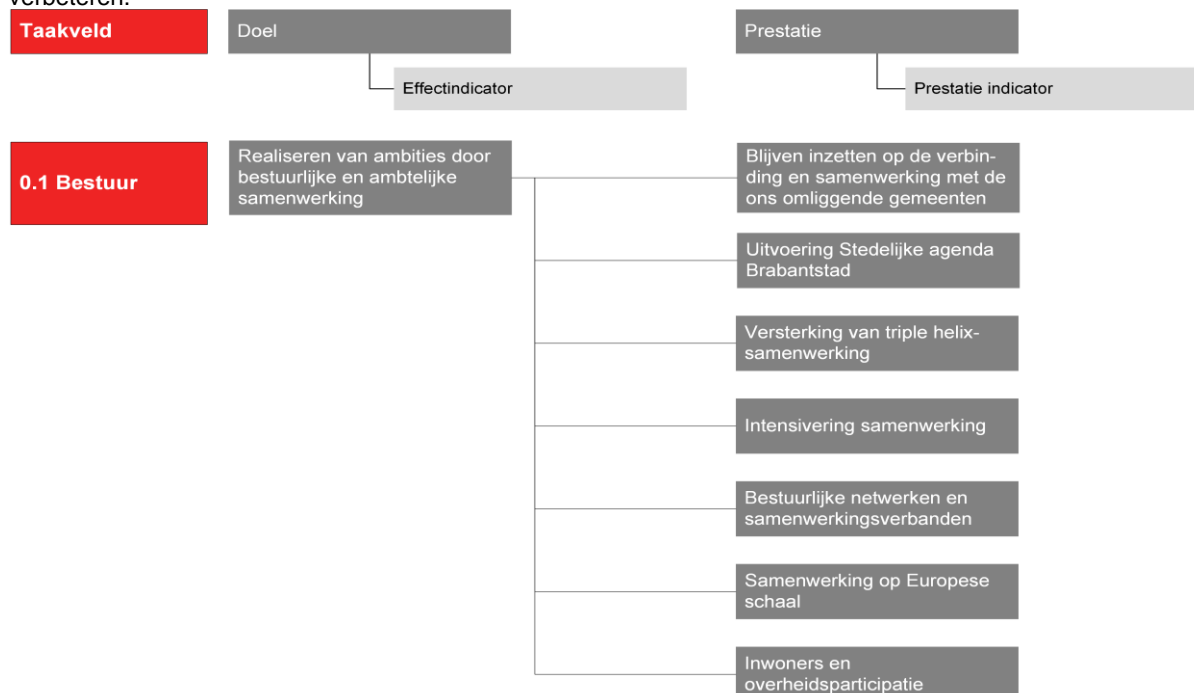 verbeteren.
Taakveld
Doel
Prestatie
Effectindicator
Prestatie indicator
0.1 Bestuur
Realiseren van ambities door
bestuurlijke en ambtelijke
samenwerking
Blijven inzetten op de verbin-
ding en samenwerking met de
ons omliggende gemeenten
Uitvoering Stedelijke agenda
Brabantstad
Versterking van triple helix-
samenwerking
Intensivering samenwerking
Bestuurlijke netwerken en
samenwerkingsverbanden
Samenwerking op Europese
schaal
Inwoners en
overheidsparticipatie